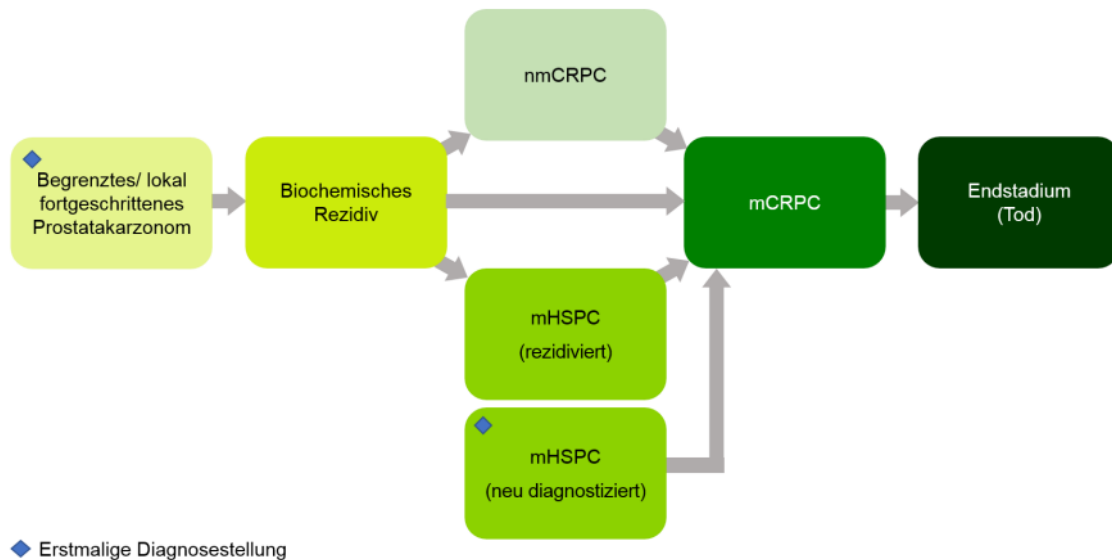 nmCRPC
Begrenztes/ lokal
fortgeschrittenes
Prostatakarzonom
Biochemisches
Rezidiv
mCRPC
Endstadium
(Tod)
mHSPC
(rezidiviert)
mHSPC
(neu diagnostiziert)
Erstmalige Diagnosestellung